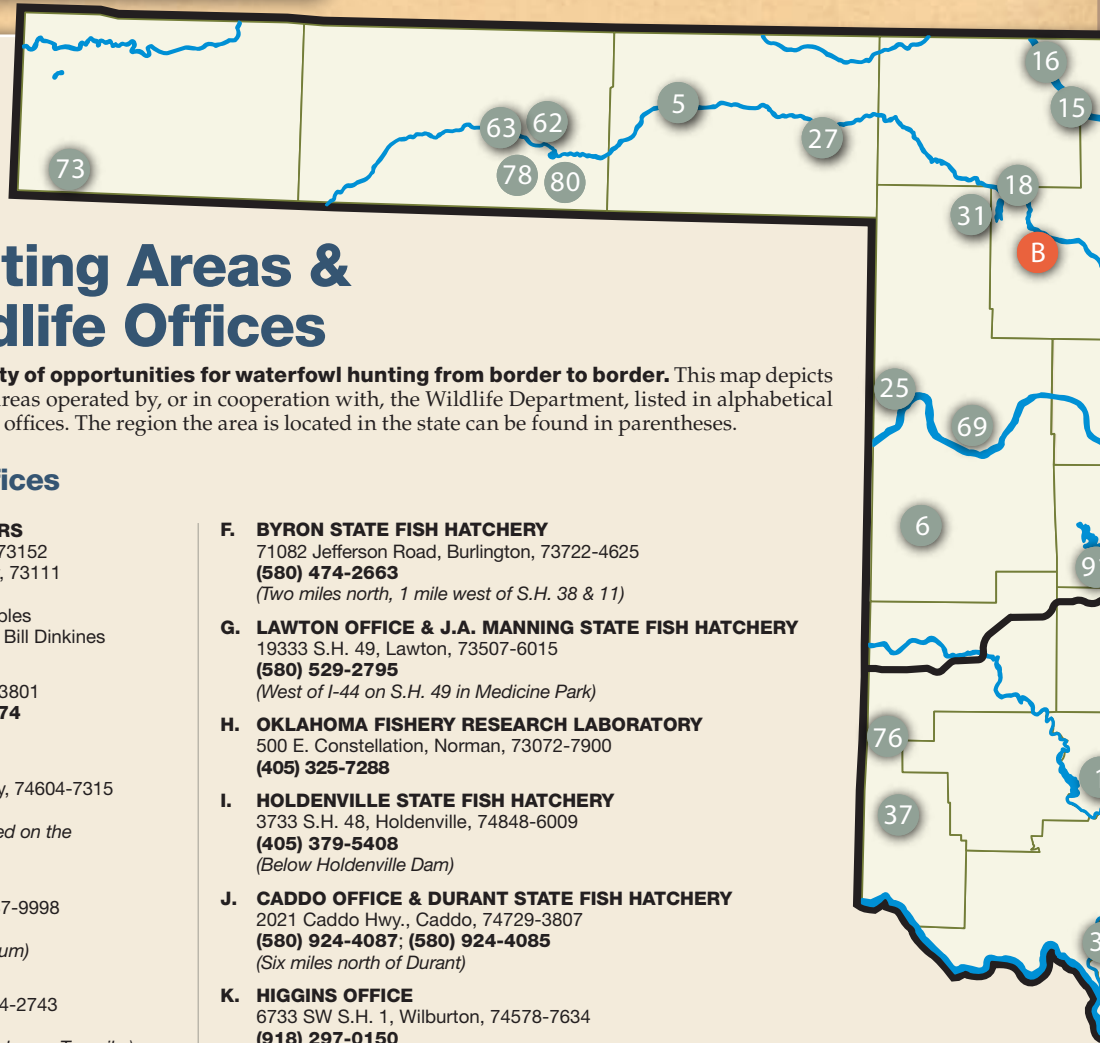 16
15
5
63
62
27
73
78
80
18
31
B
ting Areas &
dlife Offices
ty of opportunities for waterfowl hunting from border to border. This map depicts
reas operated by, or in cooperation with, the Wildlife Department, listed in alphabetical
offices. The region the area is located in the state can be found in parentheses.
25
69
6
9
76
37
3
ices
RS
73152
, 73111
ples
Bill Dinkines
3801
74
y, 74604-7315
ed on the
7-9998
um)
4-2743
F. BYRON STATE FISH HATCHERY
71082 Jefferson Road, Burlington, 73722-4625
(580) 474-2663
(Two miles north, 1 mile west of S.H. 38 & 11)
G. LAWTON OFFICE & J.A. MANNING STATE FISH HATCHERY
19333 S.H. 49, Lawton, 73507-6015
(580) 529-2795
(West of I-44 on S.H. 49 in Medicine Park)
H. OKLAHOMA FISHERY RESEARCH LABORATORY
500 E. Constellation, Norman, 73072-7900
(405) 325-7288
I. HOLDENVILLE STATE FISH HATCHERY
3733 S.H. 48, Holdenville, 74848-6009
(405) 379-5408
(Below Holdenville Dam)
J. CADDO OFFICE & DURANT STATE FISH HATCHERY
2021 Caddo Hwy., Caddo, 74729-3807
(580) 924-4087; (580) 924-4085
(Six miles north of Durant)
K. HIGGINS OFFICE
6733 SW S.H. 1, Wilburton, 74578-7634
(918) 297-0150